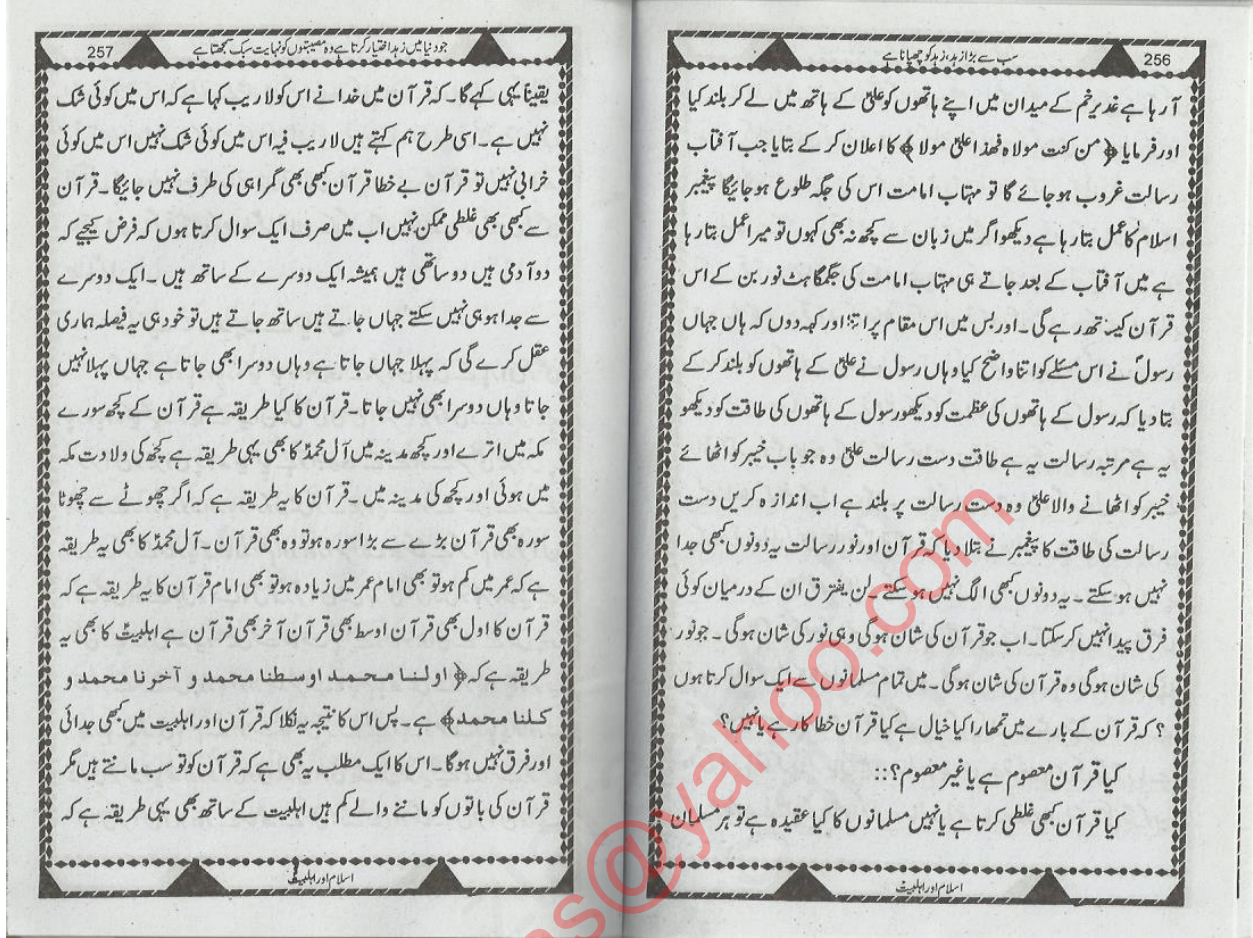 256
سب سے بڑا زہد، زہد کو چھپانا ہے
آ رہا ہے غدیر خم کے میدان میں اپنے ہاتھوں کو علیؑ کے ہاتھ میں لے کر بلند کیا
اور فرمایا ﴿من کنت مولاہ فھذا علیؑ مولا﴾ کا اعلان کر کے بتایا جب آفتاب
رسالت غروب ہو جائے گا تو مہتاب امامت اس کی جگہ طلوع ہو جائیگا پیغمبر
اسلامؐ کا عمل بتا رہا ہے دیکھو اگر میں زبان سے کچھ نہ بھی کہوں تو میرا عمل بتا رہا
ہے میں آفتاب کے بعد جاتے ہی مہتاب امامت کی جگمگاہٹ نور بن کے اس
قرآن کیساتھ رہے گی۔ اور بس میں اس مقام پر اتنا اور کہہ دوں کہ ہاں جہاں
رسولؐ نے اس مسئلے کو اتنا واضح کیا وہاں رسول نے علیؑ کے ہاتھوں کو بلند کر کے
بتا دیا کہ رسول کے ہاتھوں کی عظمت کو دیکھو رسول کے ہاتھوں کی طاقت کو دیکھو
یہ ہے مرتبہ رسالت یہ ہے طاقت دست رسالت علیؑ وہ جو باب خیبر کو اٹھائے
خیبر کو اٹھانے والا علیؑ وہ دست رسالت پر بلند ہے اب اندازہ کریں دست
رسالت کی طاقت کا پیغمبر نے بتلا دیا کہ قرآن اور نور رسالت یہ دونوں بھی جدا
نہیں ہو سکتے۔ یہ دونوں کبھی الگ نہیں ہو سکتے۔ لن یفترق ان کے درمیان کوئی
فرق پیدا نہیں کر سکتا۔ اب جو قرآن کی شان ہوگی وہی نور کی شان ہوگی۔ جو نور
کی شان ہوگی وہ قرآن کی شان ہوگی۔ میں تمام مسلمانوں سے ایک سوال کرتا ہوں
؟ کہ قرآن کے بارے میں تمھارا کیا خیال ہے کیا قرآن خطا کار ہے یا نہیں؟
کیا قرآن معصوم ہے یا غیر معصوم؟::
کیا قرآن کبھی غلطی کرتا ہے یا نہیں مسلمانوں کا کیا عقیدہ ہے تو ہر مسلمان
اسلام اور اہلبیتؑ
257
جو دنیا میں زہد اختیار کرتا ہے وہ مصیبتوں کو نہایت سبک سمجھتا ہے
یقیناً یہی کہے گا۔ کہ قرآن میں خدا نے اس کو لاریب کہا ہے کہ اس میں کوئی شک
نہیں ہے۔ اسی طرح ہم کہتے ہیں لاریب فیہ اس میں کوئی شک نہیں اس میں کوئی
خرابی نہیں تو قرآن بے خطا قرآن کبھی بھی گمراہی کی طرف نہیں جائیگا۔ قرآن
سے کبھی بھی غلطی ممکن نہیں اب میں صرف ایک سوال کرتا ہوں کہ فرض کیجیے کہ
دو آدمی ہیں دو ساتھی ہیں ہمیشہ ایک دوسرے کے ساتھ ہیں۔ ایک دوسرے
سے جدا ہو ہی نہیں سکتے جہاں جاتے ہیں ساتھ جاتے ہیں تو خود ہی یہ فیصلہ ہماری
عقل کرے گی کہ پہلا جہاں جاتا ہے وہاں دوسرا بھی جاتا ہے جہاں پہلا نہیں
جاتا وہاں دوسرا بھی نہیں جاتا۔ قرآن کا کیا طریقہ ہے قرآن کے کچھ سورے
مکہ میں اترے اور کچھ مدینہ میں آل محمدؐ کا بھی یہی طریقہ ہے کچھ کی ولادت مکہ
میں ہوئی اور کچھ کی مدینہ میں۔ قرآن کا یہ طریقہ ہے کہ اگر چھوٹے سے چھوٹا
سورہ بھی قرآن بڑے سے بڑا سورہ ہو تو وہ بھی قرآن۔ آل محمدؐ کا بھی یہ طریقہ
ہے کہ عمر میں کم ہو تو بھی امام عمر میں زیادہ ہو تو بھی امام قرآن کا یہ طریقہ ہے کہ
قرآن کا اول بھی قرآن اوسط بھی قرآن آخر بھی قرآن ہے اہلبیتؑ کا بھی یہ
طریقہ ہے کہ ﴿اولنا محمد اوسطنا محمد و آخرنا محمد و
کلنا محمد﴾ ہے۔ پس اس کا نتیجہ یہ نکلا کہ قرآن اور اہلبیت میں کبھی جدائی
اور فرق نہیں ہوگا۔ اس کا ایک مطلب یہ بھی ہے کہ قرآن کو تو سب مانتے ہیں مگر
قرآن کی باتوں کو ماننے والے کم ہیں اہلبیت کے ساتھ بھی یہی طریقہ ہے کہ
اسلام اور اہلبیتؑ
as@yahoo.com